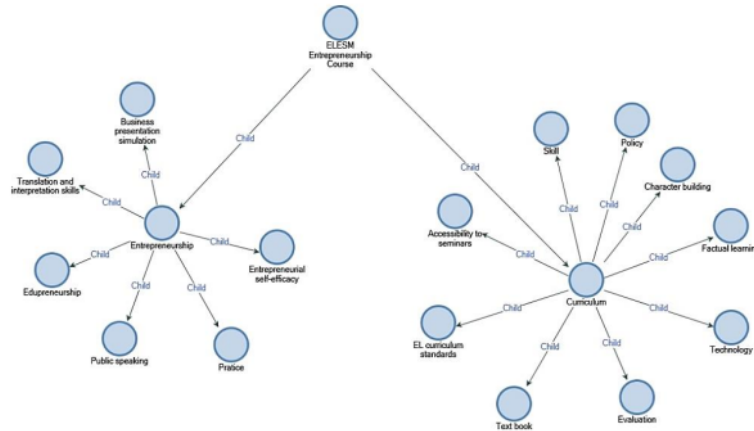 ELESM
Entrepreneurship
Course
Child
Child
Business
presentation
simulation
Child
Translation and
interpretation skills
Child
Entrepreneurship
Child
Entrepreneurial
self-efficacy
Child
Edupreneurship
Child
Public speaking
Child
Pratice
Skill
Child
Policy
Child
Character building
Child
Accessibility to
seminars
Child
Factual learnin
Child
Curriculum
EL curriculum
standards
Child
Technology
Child
Text book
Child
Evaluation
Child